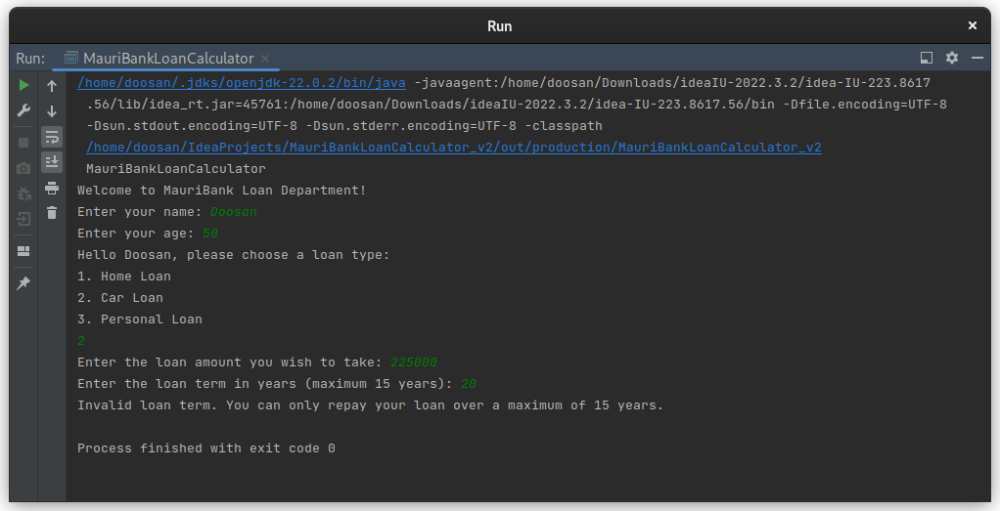 Run
Run: MauriBankLoanCalculator
/home/doosan/.jdks/openjdk-22.0.2/bin/java -javaagent:/home/doosan/Downloads/ideaIU-2022.3.2/idea-IU-223.8617
.56/lib/idea_rt.jar=45761:/home/doosan/Downloads/ideaIU-2022.3.2/idea-IU-223.8617.56/bin -Dfile.encoding=UTF-8
-Dsun.stdout.encoding=UTF-8 -Dsun.stderr.encoding=UTF-8 -classpath
/home/doosan/IdeaProjects/MauriBankLoanCalculator_v2/out/production/MauriBankLoanCalculator_v2
MauriBankLoanCalculator
Welcome to MauriBank Loan Department!
Enter your name: Doosan
Enter your age: 50
Hello Doosan, please choose a loan type:
1. Home Loan
2. Car Loan
3. Personal Loan
2
Enter the loan amount you wish to take: 225000
Enter the loan term in years (maximum 15 years): 20
Invalid loan term. You can only repay your loan over a maximum of 15 years.
Process finished with exit code 0